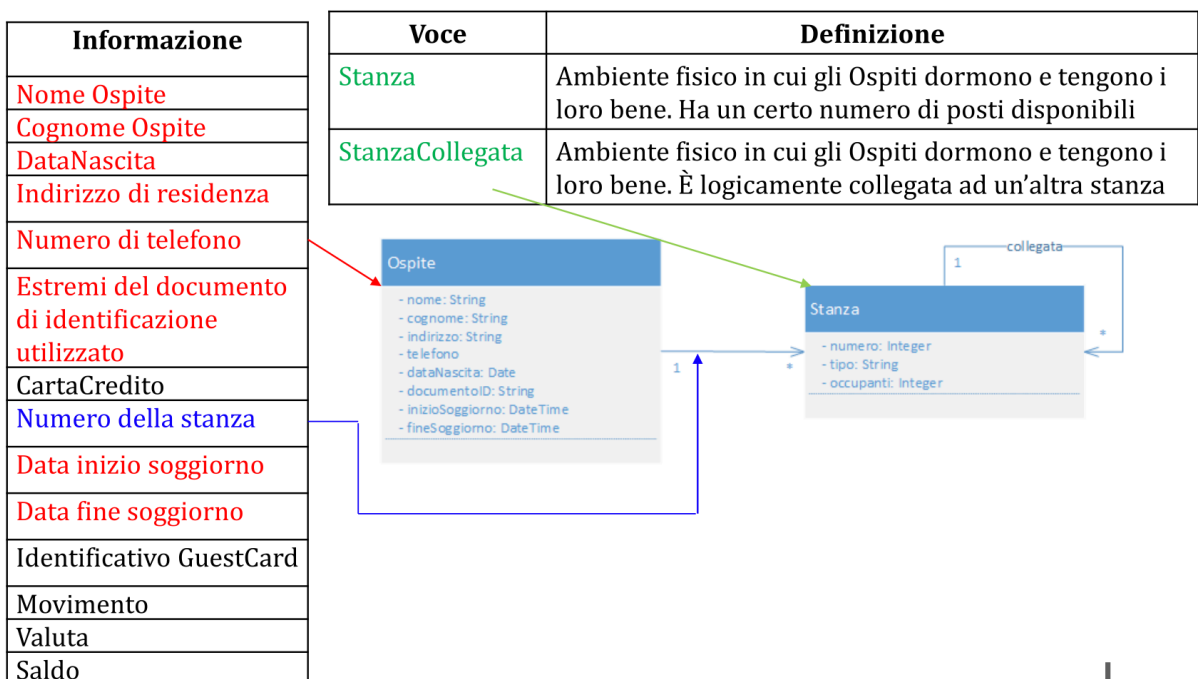 Informazione
Nome Ospite
Cognome Ospite
DataNascita
Indirizzo di residenza
Numero di telefono
Estremi del documento
di identificazione
utilizzato
CartaCredito
Numero della stanza
Data inizio soggiorno
Data fine soggiorno
Identificativo GuestCard
Movimento
Valuta
Saldo
Voce
Definizione
Stanza
Ambiente fisico in cui gli Ospiti dormono e tengono i
loro bene. Ha un certo numero di posti disponibili
StanzaCollegata
Ambiente fisico in cui gli Ospiti dormono e tengono i
loro bene. È logicamente collegata ad un’altra stanza
Ospite
- nome: String
- cognome: String
- indirizzo: String
- telefono
- dataNascita: Date
- documentoID: String
- inizioSoggiorno: DateTime
- fineSoggiorno: DateTime
1
*
collegata
1
*
Stanza
- numero: Integer
- tipo: String
- occupanti: Integer